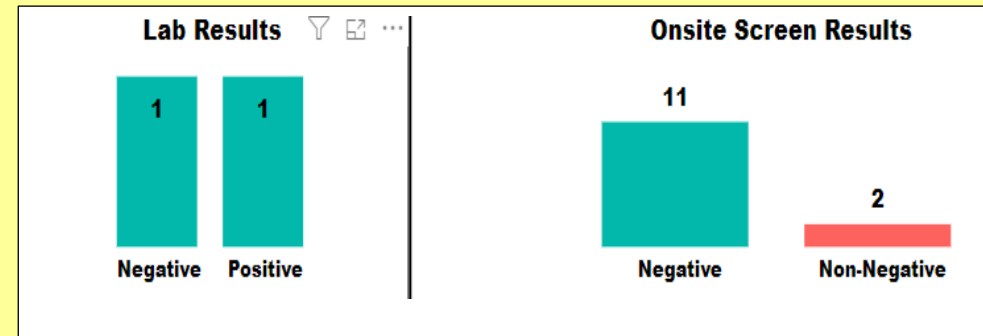 Lab Results
1 1
Negative Positive
Onsite Screen Results
11
2
Negative Non-Negative